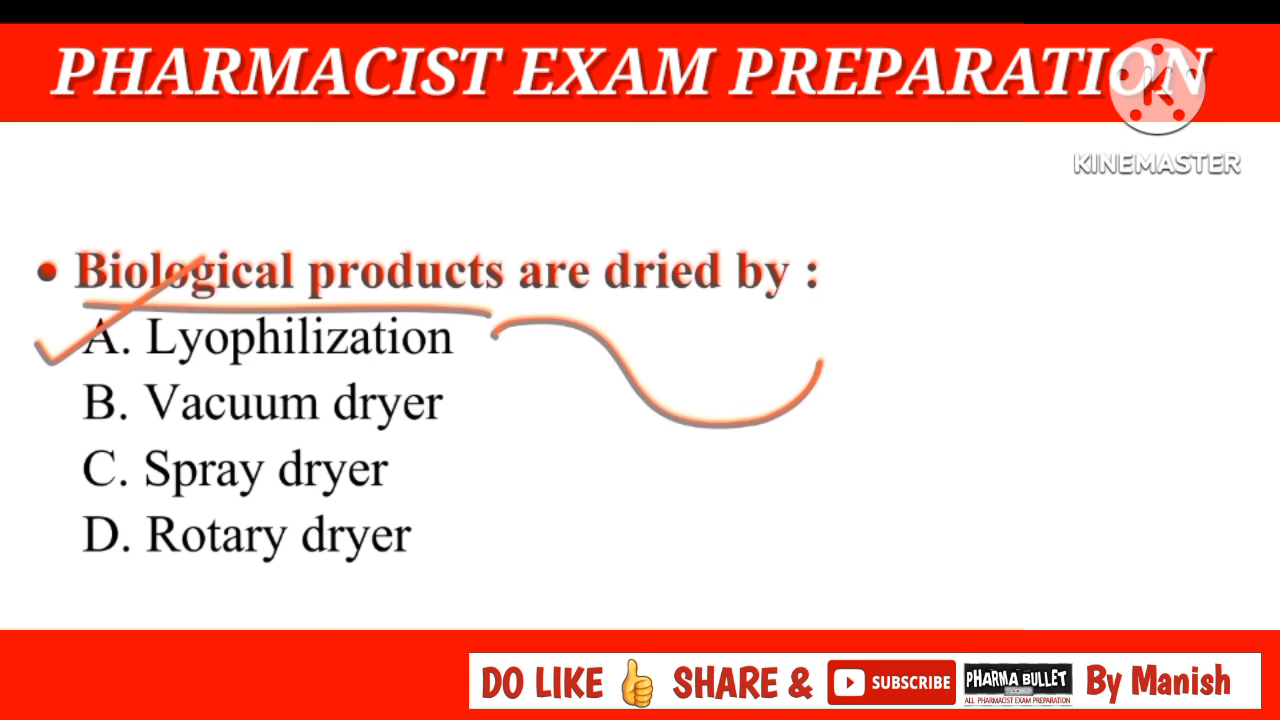 PHARMACIST EXAM PREPARATION
KINEMASTER
• Biological products are dried by :
A. Lyophilization
B. Vacuum dryer
C. Spray dryer
D. Rotary dryer
DO LIKE SHARE & SUBSCRIBE PHARMA BULLET By Manish
ALL PHARMACIST EXAM PREPARATION